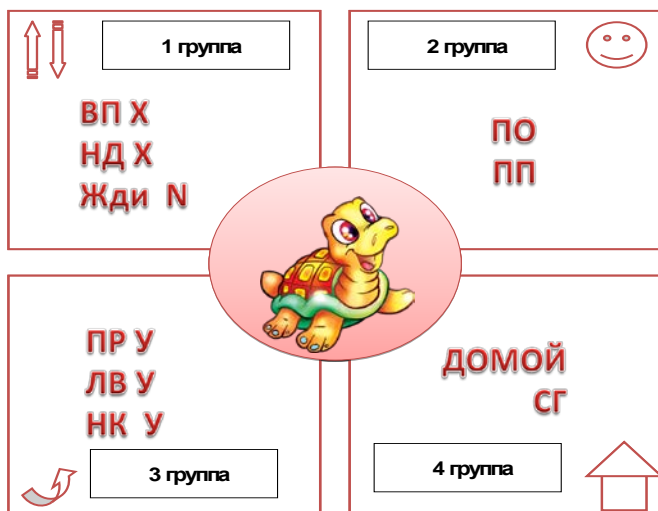 1 группа
ВП Х
НД Х
Жди N
2 группа
ПО
ПП
ПР У
ЛВ У
НК У
3 группа
ДОМОЙ
СГ
4 группа